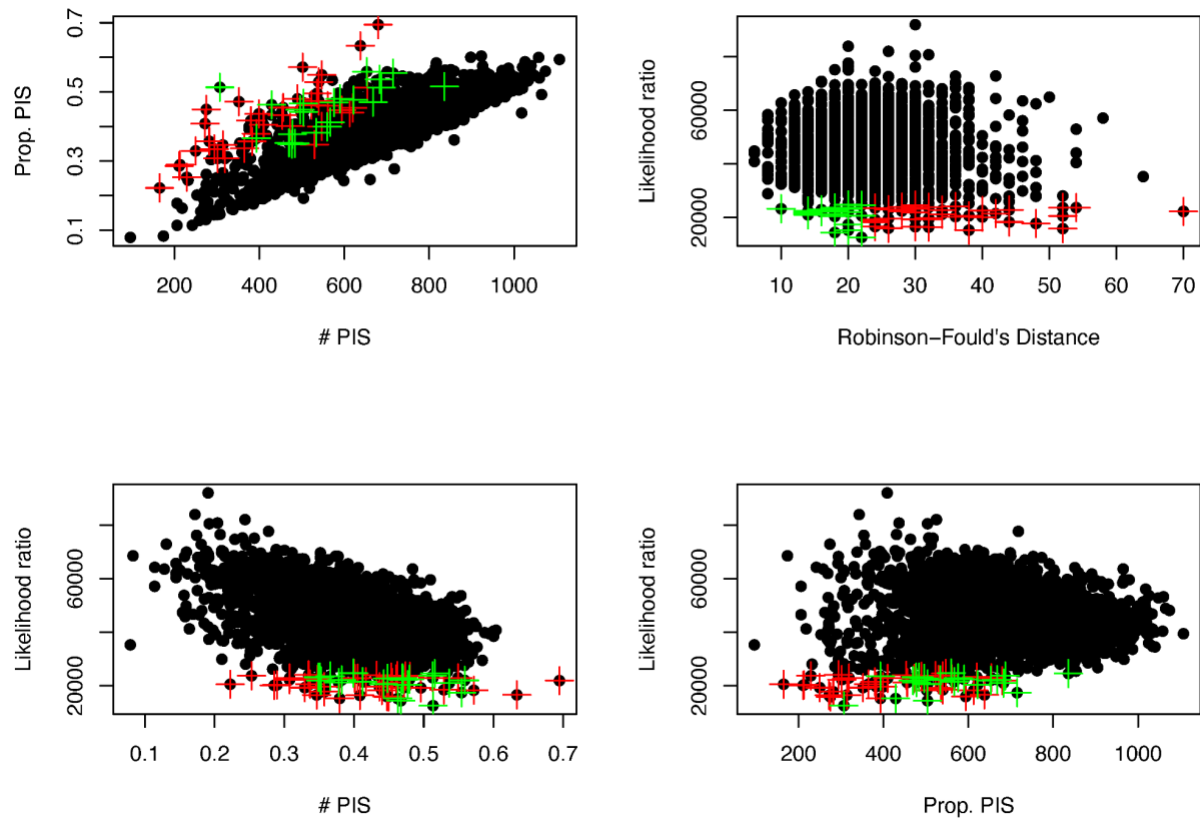 Prop. PIS
0.1 0.3 0.5 0.7
200 400 600 800 1000
# PIS
Likelihood ratio
20000 60000
10 20 30 40 50 60 70
Robinson−Fould's Distance
Likelihood ratio
20000 60000
0.1 0.2 0.3 0.4 0.5 0.6 0.7
# PIS
Likelihood ratio
20000 60000
200 400 600 800 1000
Prop. PIS